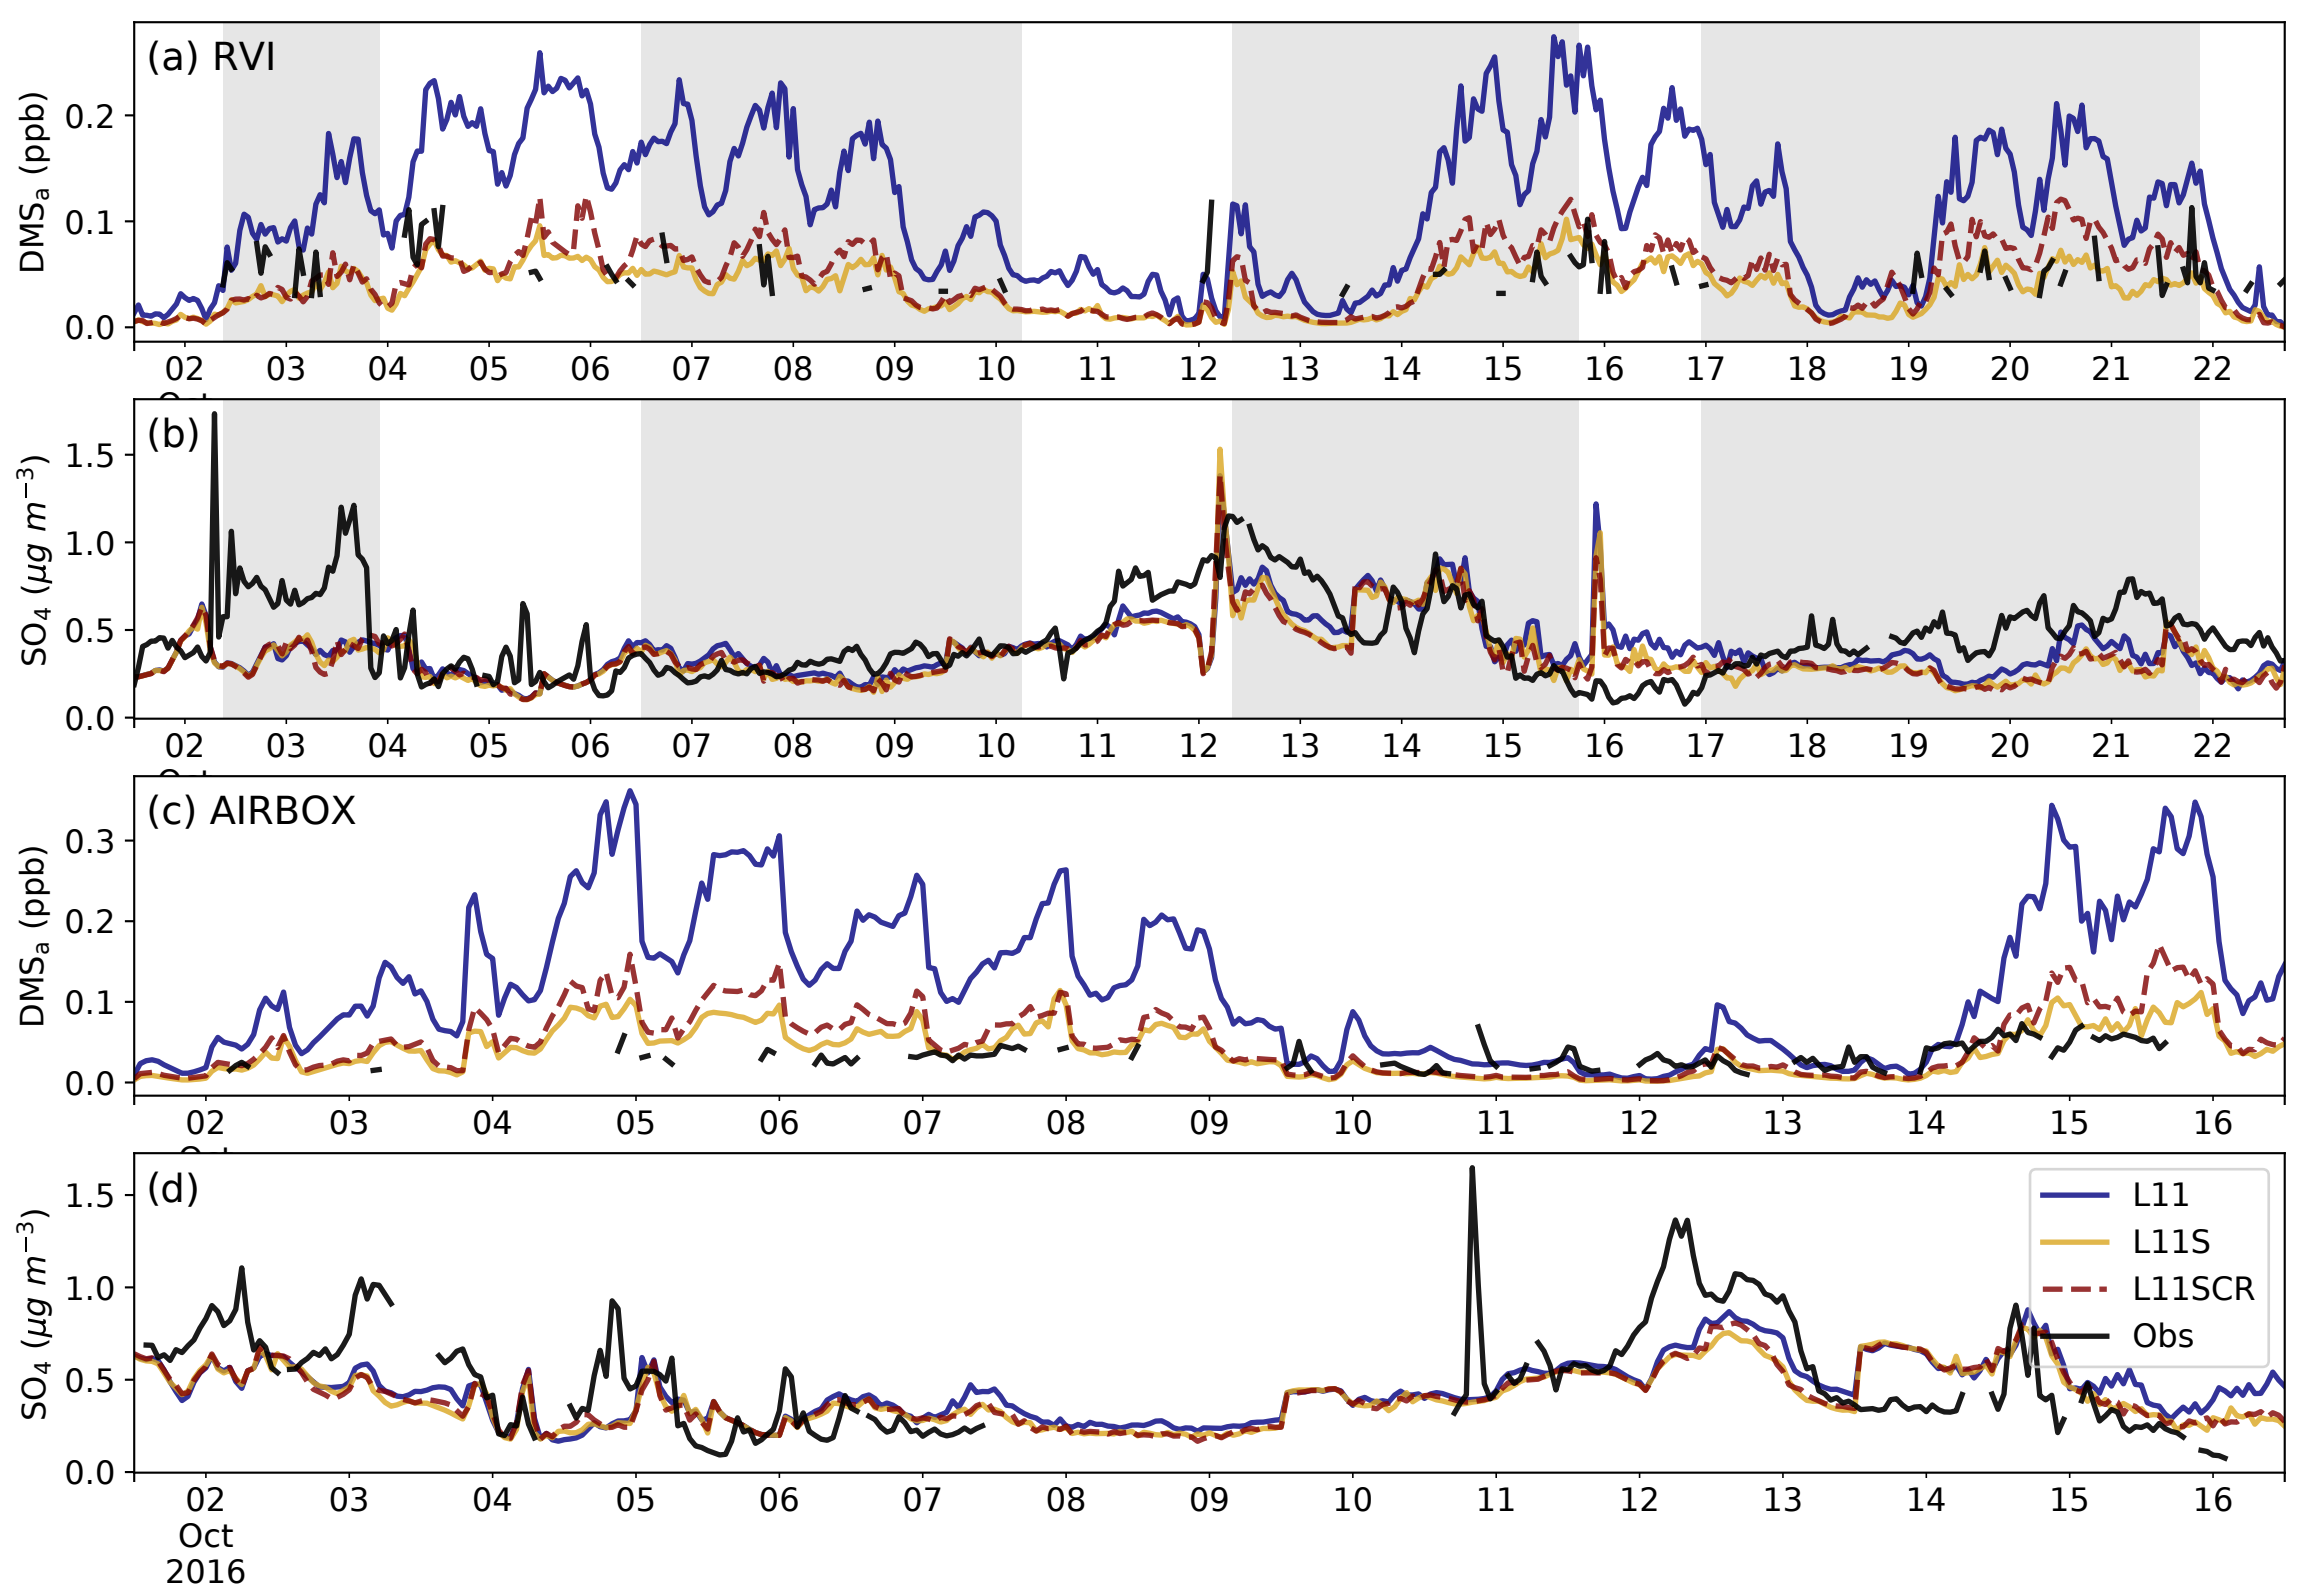 (a) RVI
DMSa (ppb)
0.2
0.1
0.0
02 03 04 05 06 07 08 09 10 11 12 13 14 15 16 17 18 19 20 21 22
(b)
SO4 (μg m−3)
1.5
1.0
0.5
0.0
02 03 04 05 06 07 08 09 10 11 12 13 14 15 16 17 18 19 20 21 22
(c) AIRBOX
DMSa (ppb)
0.3
0.2
0.1
0.0
02 03 04 05 06 07 08 09 10 11 12 13 14 15 16
(d)
SO4 (μg m−3)
1.5
1.0
0.5
0.0
L11
L11S
L11SCR
Obs
02 03 04 05 06 07 08 09 10 11 12 13 14 15 16
Oct
2016